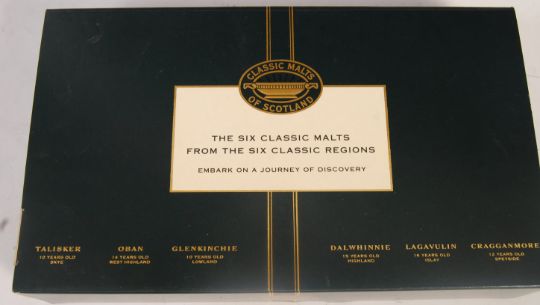 CLASSIC MALTS
OF SCOTLAND
THE SIX CLASSIC MALTS
FROM THE SIX CLASSIC REGIONS
EMBARK ON A JOURNEY OF DISCOVERY
TALISKER
10 YEARS OLD
SKYE
OBAN
14 YEARS OLD
WEST HIGHLAND
GLENKINCHIE
10 YEARS OLD
LOWLAND
DALWHINNIE
15 YEARS OLD
HIGHLAND
LAGAVULIN
16 YEARS OLD
ISLAY
CRAGGANMORE
12 YEARS OLD
SPEYSIDE